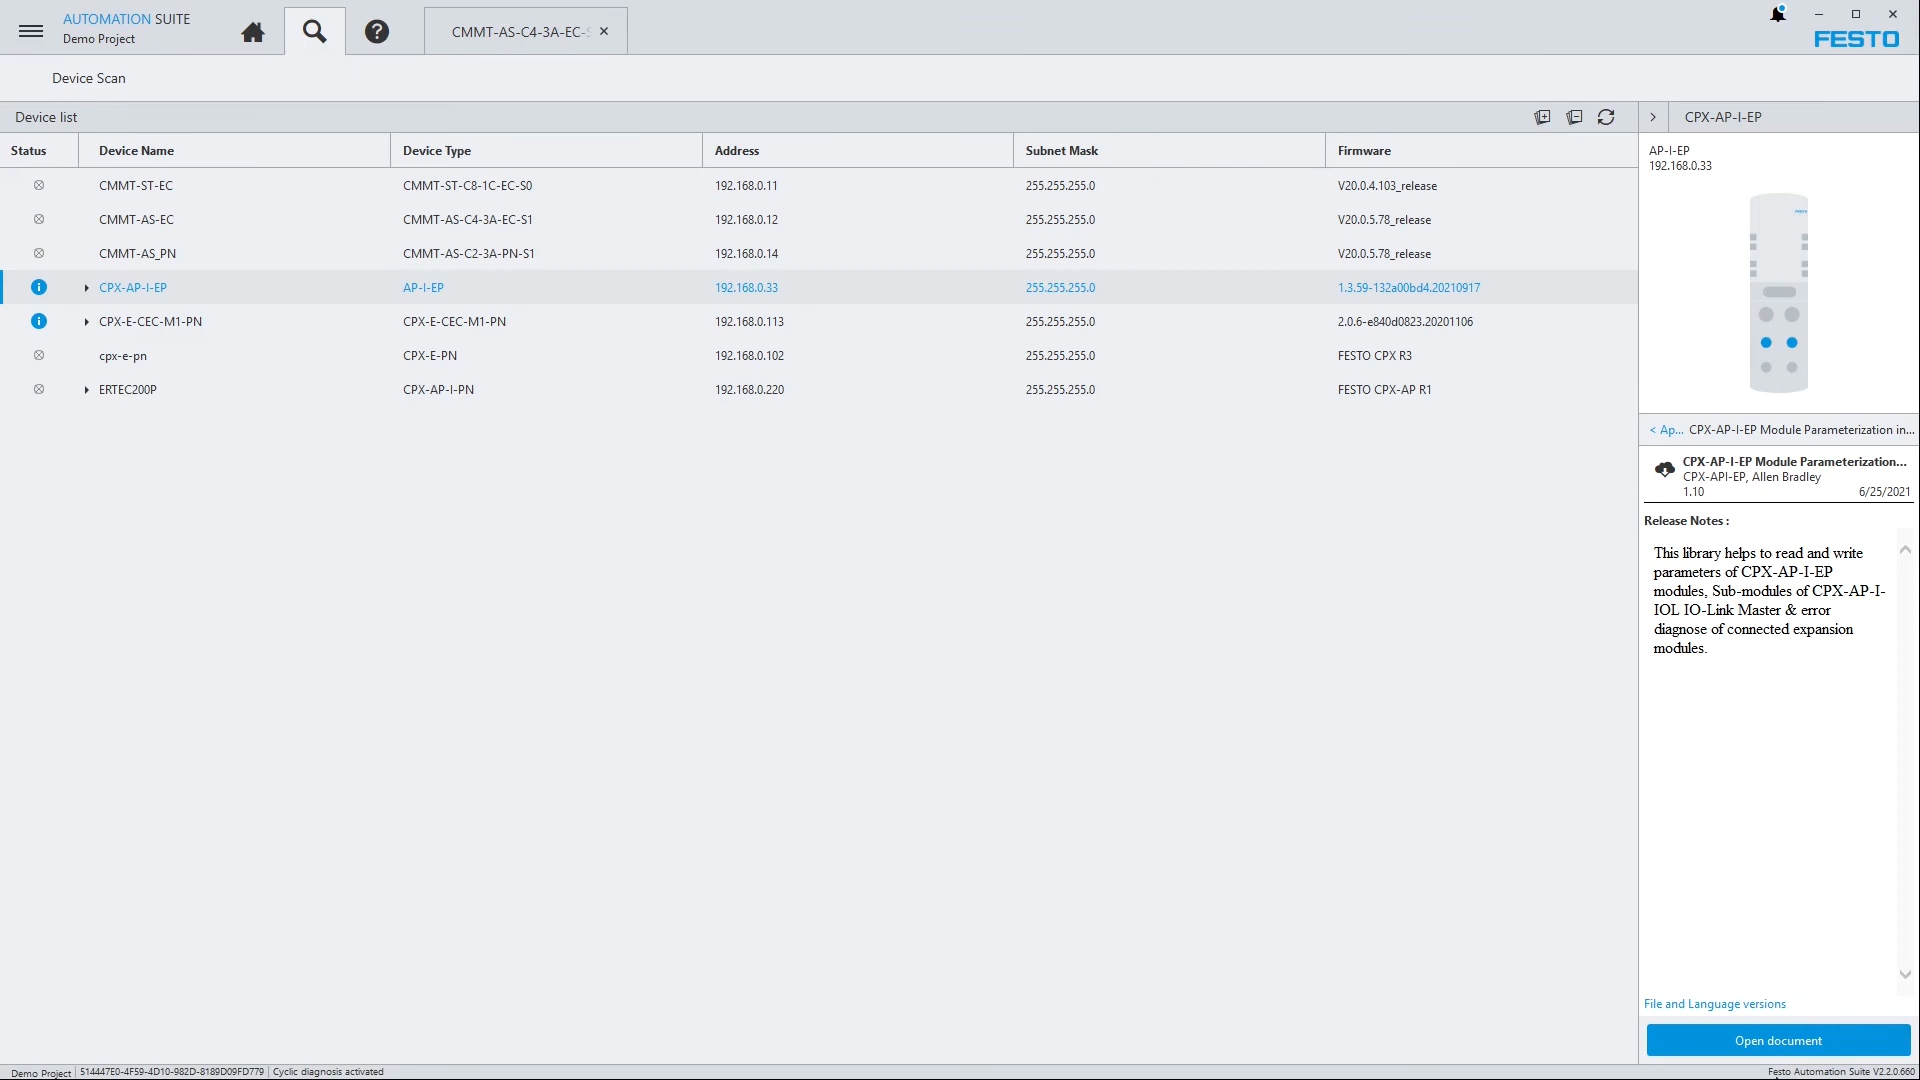 AUTOMATION SUITE
Demo Project
CMMT-AS-C4-3A-EC-S
FESTO
Device Scan
Device list
CPX-AP-I-EP
Status Device Name Device Type Address Subnet Mask Firmware
CMMT-ST-EC CMMT-ST-C8-1C-EC-S0 192.168.0.11 255.255.255.0 V20.0.4.103_release
CMMT-AS-EC CMMT-AS-C4-3A-EC-S1 192.168.0.12 255.255.255.0 V20.0.5.78_release
CMMT-AS_PN CMMT-AS-C2-3A-PN-S1 192.168.0.14 255.255.255.0 V20.0.5.78_release
CPX-AP-I-EP AP-I-EP 192.168.0.33 255.255.255.0 1.3.59-132a00bd4.20210917
CPX-E-CEC-M1-PN CPX-E-CEC-M1-PN 192.168.0.113 255.255.255.0 2.0.6-e840d0823.20201106
cpx-e-pn CPX-E-PN 192.168.0.102 255.255.255.0 FESTO CPX R3
ERTEC200P CPX-AP-I-PN 192.168.0.220 255.255.255.0 FESTO CPX-AP R1
AP-I-EP
192.168.0.33
FESTO
< Ap... CPX-AP-I-EP Module Parameterization in...
CPX-AP-I-EP Module Parameterization...
CPX-API-EP, Allen Bradley
1.10 6/25/2021
Release Notes :
This library helps to read and write
parameters of CPX-AP-I-EP
modules, Sub-modules of CPX-AP-I-
IOL IO-Link Master & error
diagnose of connected expansion
modules.
File and Language versions
Open document
Demo Project 514447E0-4F59-4D10-982D-8189D09FD779 Cyclic diagnosis activated
Festo Automation Suite V2.2.0.660